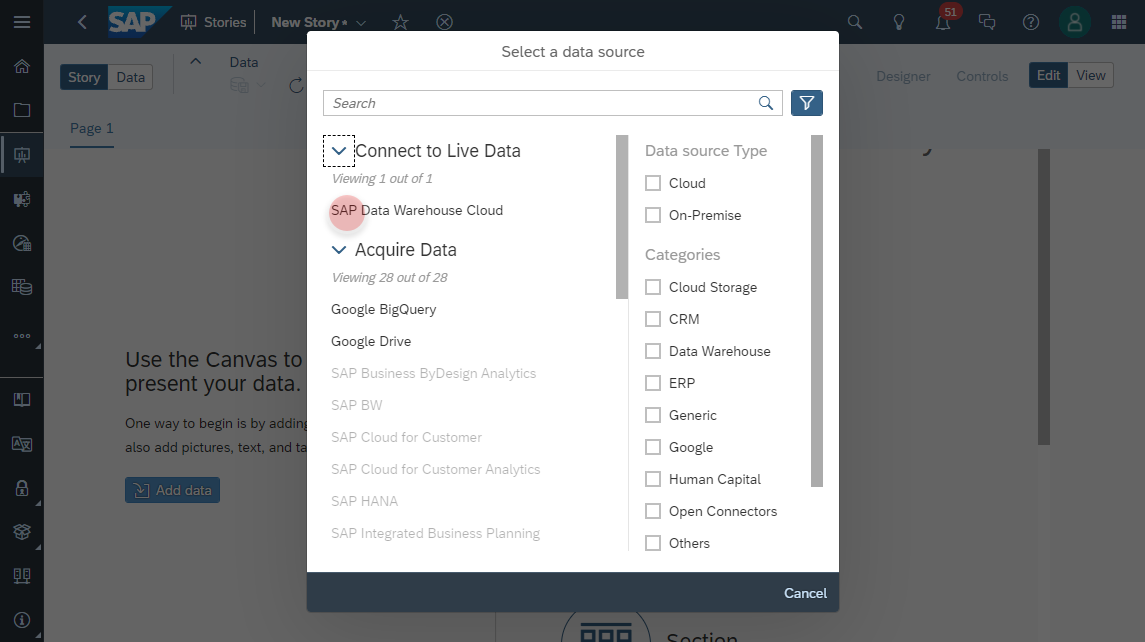 SAP
Stories
New Story *
51
Story
Data
Data
Designer
Controls
Edit
View
Page 1
Use the Canvas to
present your data.
One way to begin is by adding
also add pictures, text, and ta
Add data
Section
Select a data source
Search
Connect to Live Data
Viewing 1 out of 1
SAP Data Warehouse Cloud
Acquire Data
Viewing 28 out of 28
Google BigQuery
Google Drive
SAP Business ByDesign Analytics
SAP BW
SAP Cloud for Customer
SAP Cloud for Customer Analytics
SAP HANA
SAP Integrated Business Planning
Data source Type
Cloud
On-Premise
Categories
Cloud Storage
CRM
Data Warehouse
ERP
Generic
Google
Human Capital
Open Connectors
Others
Cancel